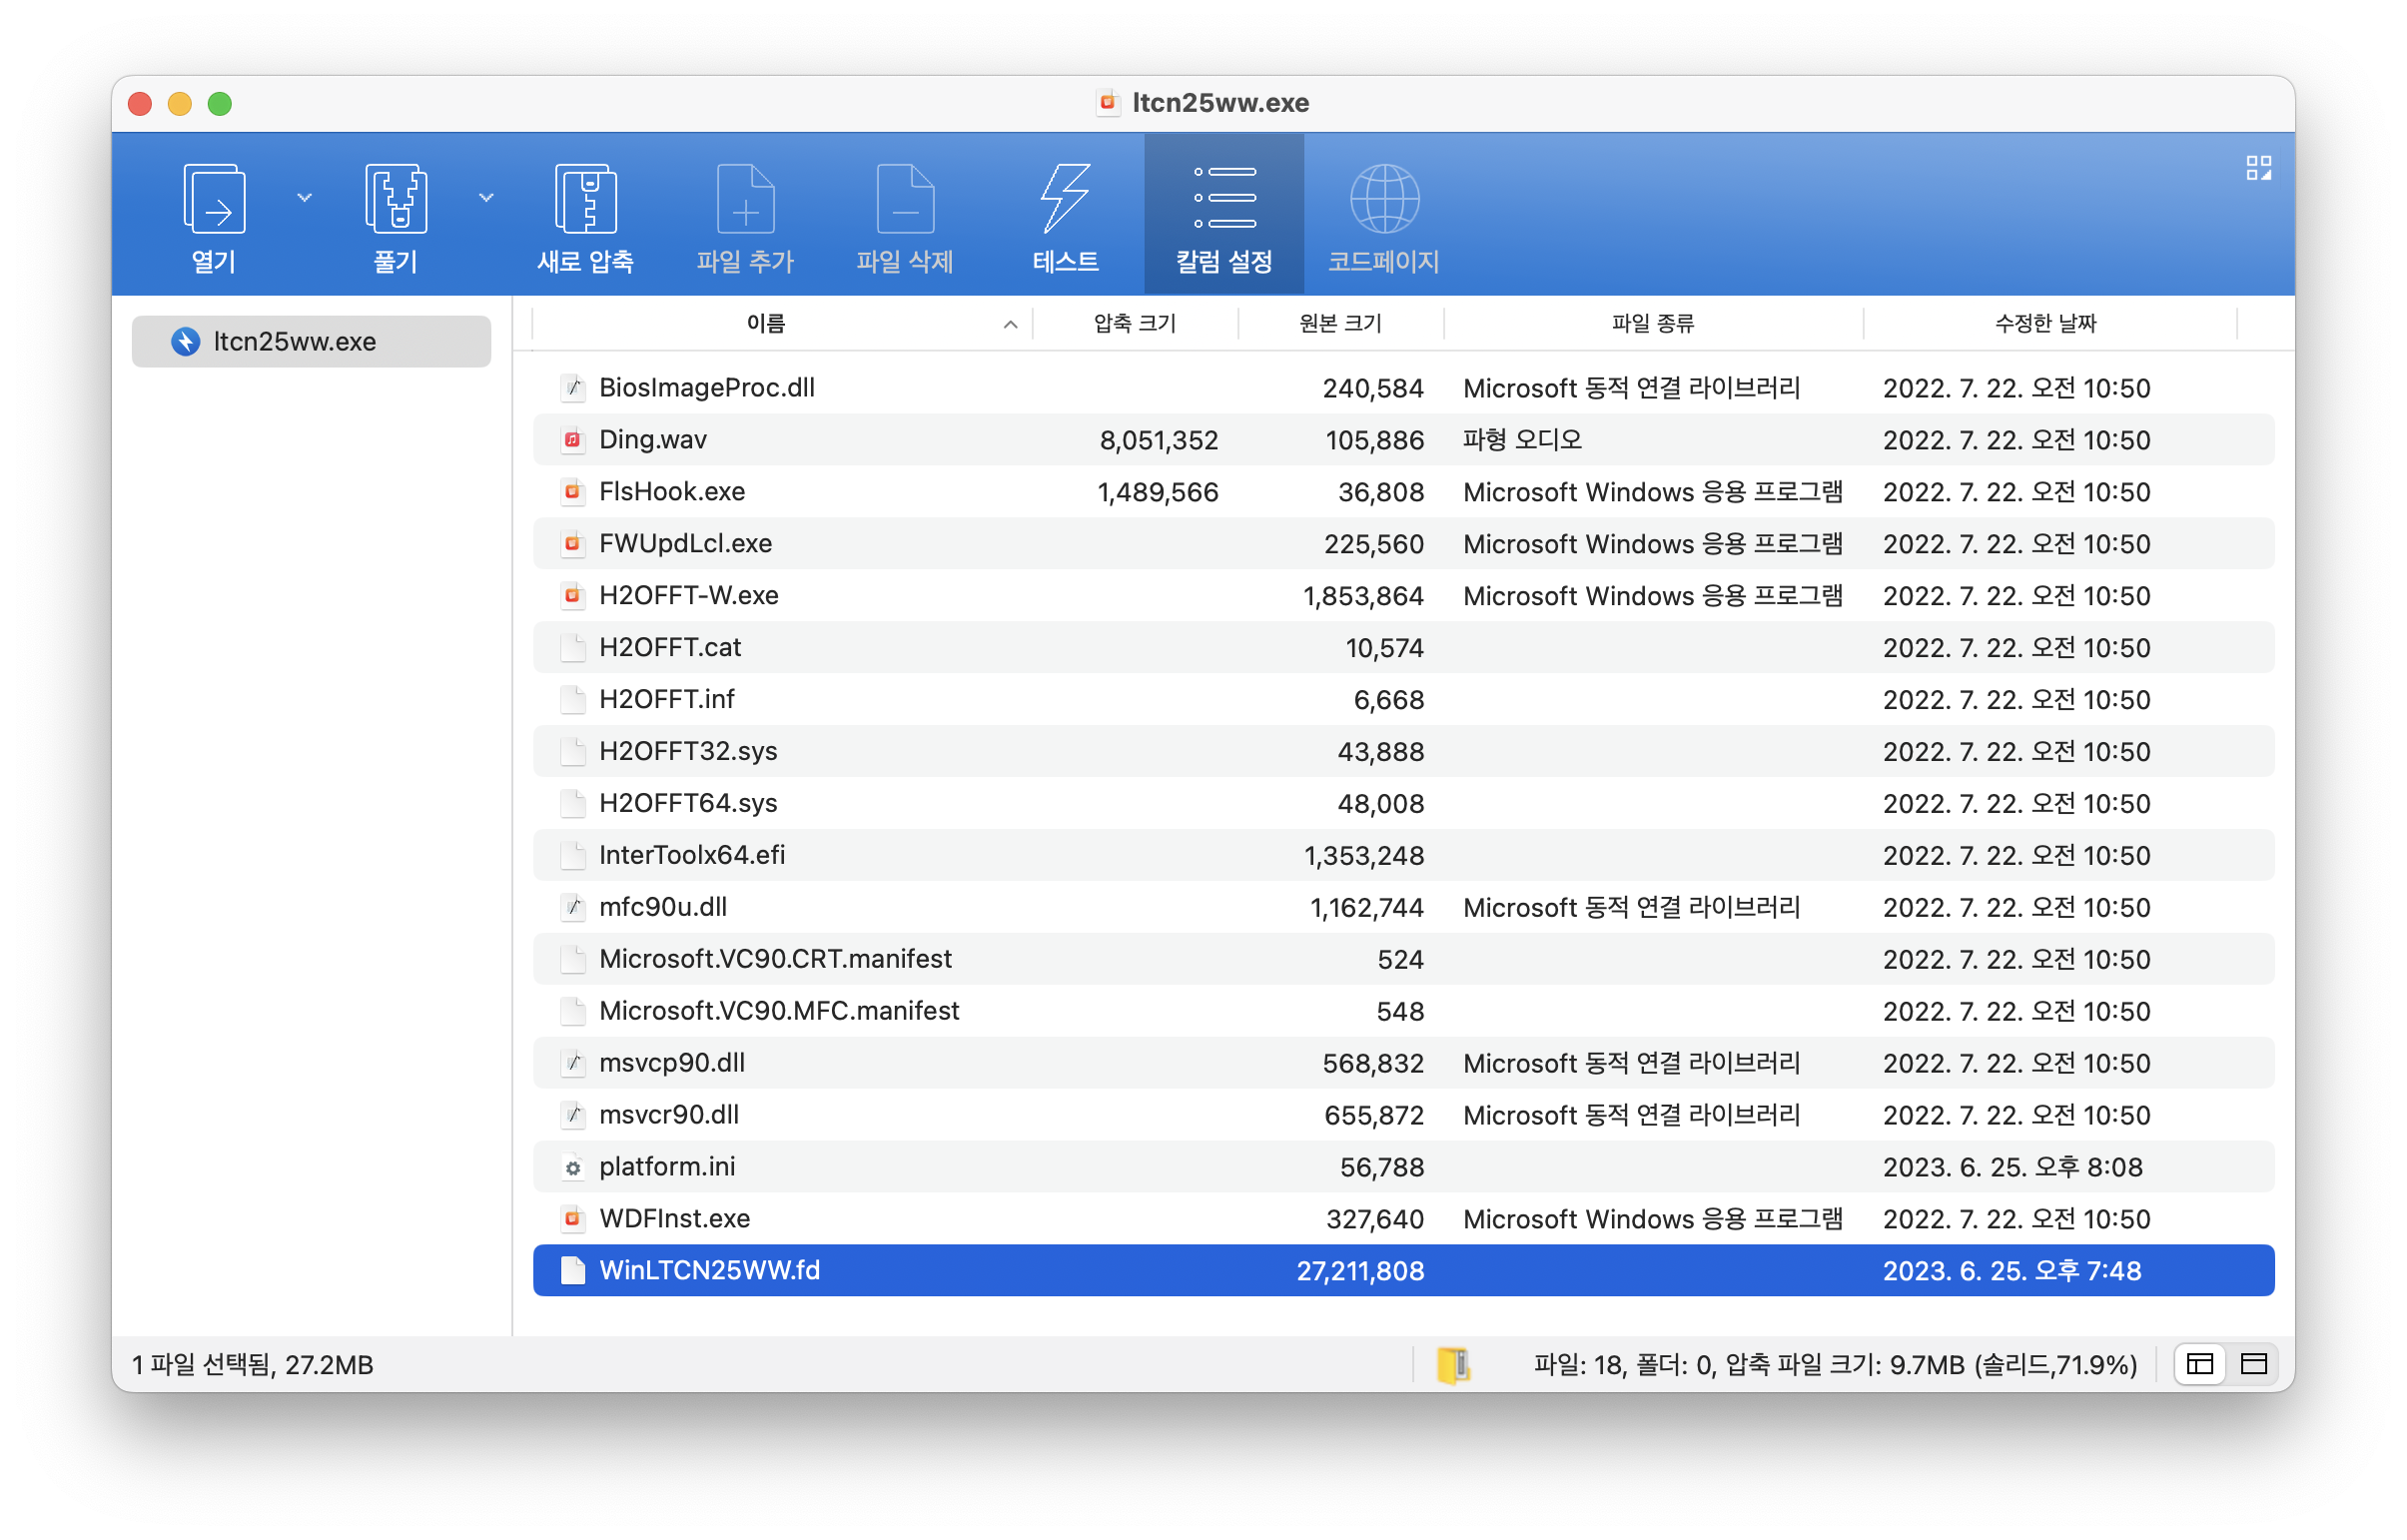 ltcn25ww.exe
열기 풀기 새로 압축 파일 추가 파일 삭제 테스트 칼럼 설정 코드페이지
ltcn25ww.exe
이름 압축 크기 원본 크기 파일 종류 수정한 날짜
BiosImageProc.dll 240,584 Microsoft 동적 연결 라이브러리 2022. 7. 22. 오전 10:50
Ding.wav 8,051,352 105,886 파형 오디오 2022. 7. 22. 오전 10:50
FlsHook.exe 1,489,566 36,808 Microsoft Windows 응용 프로그램 2022. 7. 22. 오전 10:50
FWUpdLcl.exe 225,560 Microsoft Windows 응용 프로그램 2022. 7. 22. 오전 10:50
H2OFFT-W.exe 1,853,864 Microsoft Windows 응용 프로그램 2022. 7. 22. 오전 10:50
H2OFFT.cat 10,574 2022. 7. 22. 오전 10:50
H2OFFT.inf 6,668 2022. 7. 22. 오전 10:50
H2OFFT32.sys 43,888 2022. 7. 22. 오전 10:50
H2OFFT64.sys 48,008 2022. 7. 22. 오전 10:50
InterToolx64.efi 1,353,248 2022. 7. 22. 오전 10:50
mfc90u.dll 1,162,744 Microsoft 동적 연결 라이브러리 2022. 7. 22. 오전 10:50
Microsoft.VC90.CRT.manifest 524 2022. 7. 22. 오전 10:50
Microsoft.VC90.MFC.manifest 548 2022. 7. 22. 오전 10:50
msvcp90.dll 568,832 Microsoft 동적 연결 라이브러리 2022. 7. 22. 오전 10:50
msvcr90.dll 655,872 Microsoft 동적 연결 라이브러리 2022. 7. 22. 오전 10:50
platform.ini 56,788 2023. 6. 25. 오후 8:08
WDFInst.exe 327,640 Microsoft Windows 응용 프로그램 2022. 7. 22. 오전 10:50
WinLTCN25WW.fd 27,211,808 2023. 6. 25. 오후 7:48
1 파일 선택됨, 27.2MB 파일: 18, 폴더: 0, 압축 파일 크기: 9.7MB (솔리드,71.9%)